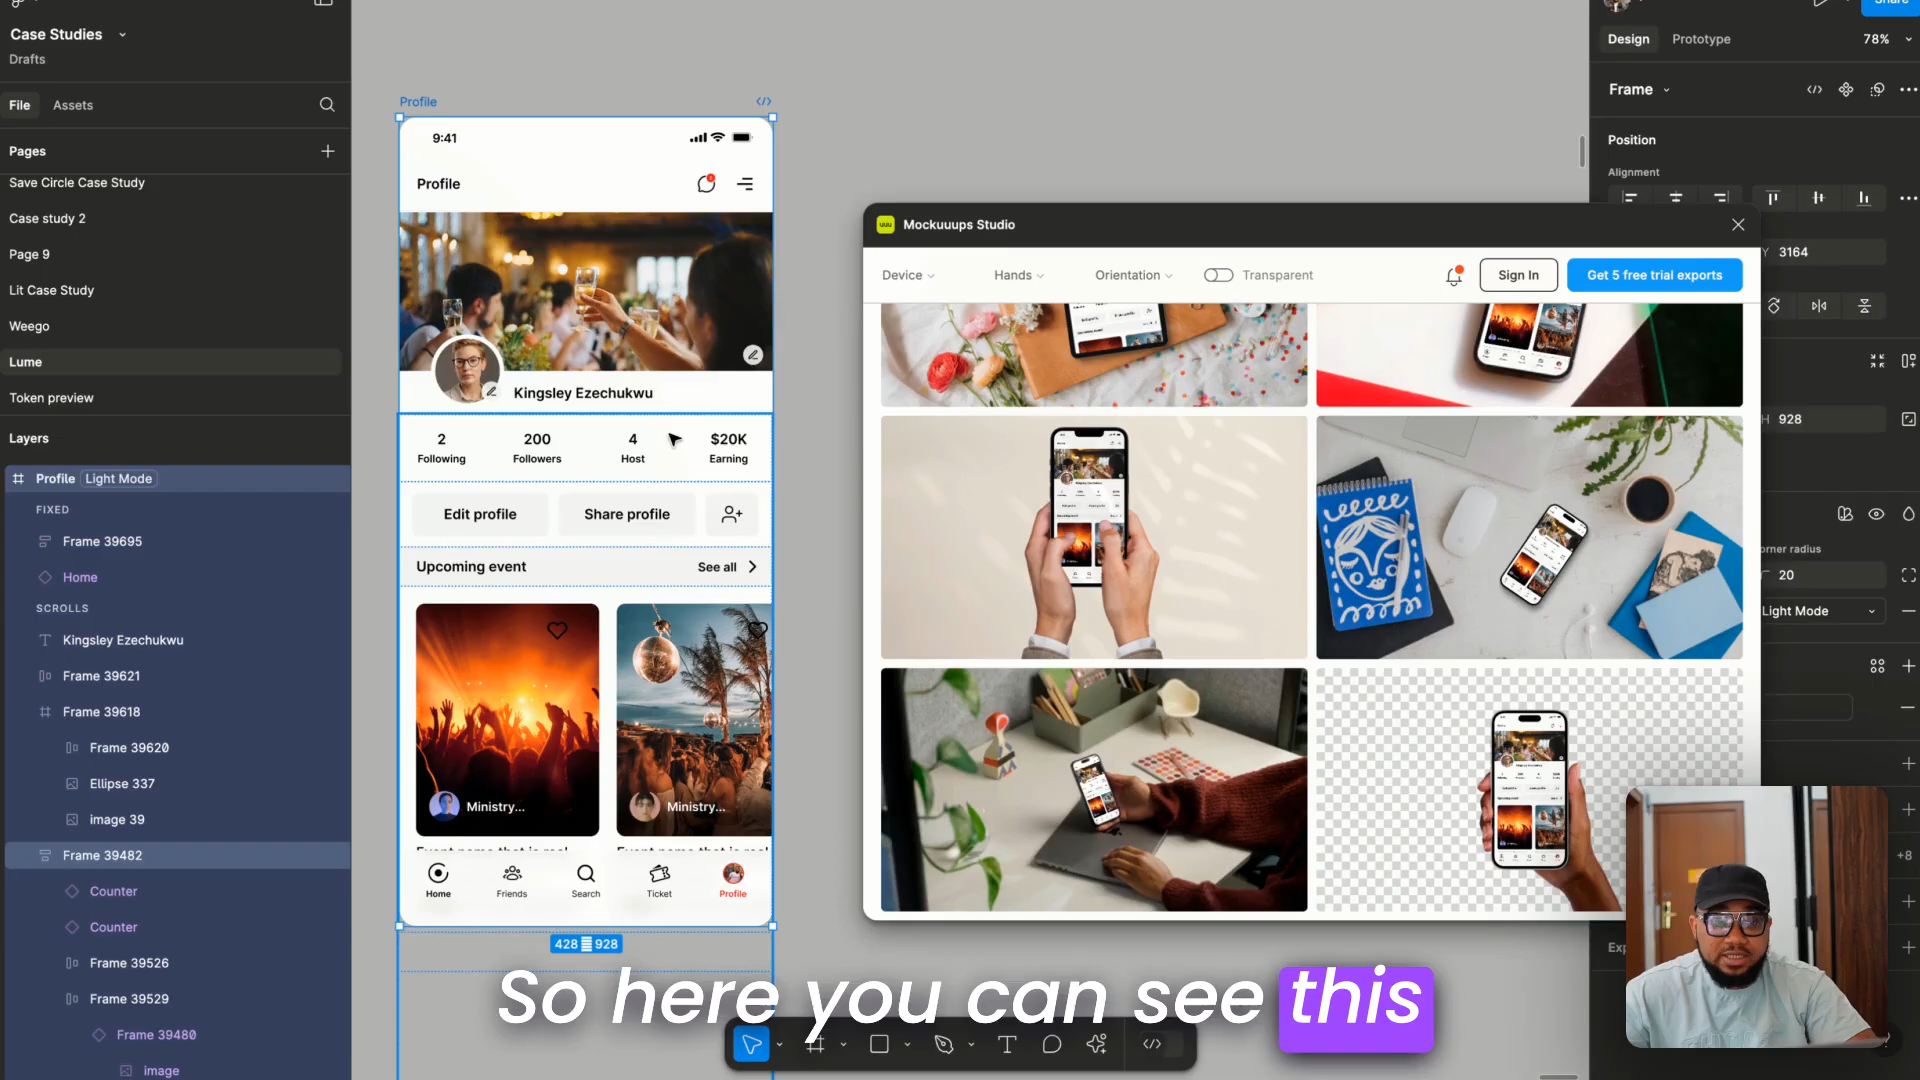 Case Studies
Drafts
File
Assets
Pages
Save Circle Case Study
Case study 2
Page 9
Lit Case Study
Weego
Lume
Token preview
Layers
Profile
Light Mode
FIXED
Frame 39695
Home
SCROLLS
Kingsley Ezechukwu
Frame 39621
Frame 39618
Frame 39620
Ellipse 337
image 39
Frame 39482
Counter
Counter
Frame 39526
Frame 39529
Frame 39480
image
Profile
9:41
Profile
Kingsley Ezechukwu
2 200 4 $20K
Following Followers Host Earning
Edit profile
Share profile
Upcoming event
See all
Ministry...
Ministry...
Home
Friends
Search
Ticket
Profile
428
928
Mockuuups Studio
Device
Hands
Orientation
Transparent
Sign In
Get 5 free trial exports
Share
Design
Prototype
78%
Frame
Position
Alignment
Y 3164
H 928
orner radius
20
Light Mode
+8
So here you can see this